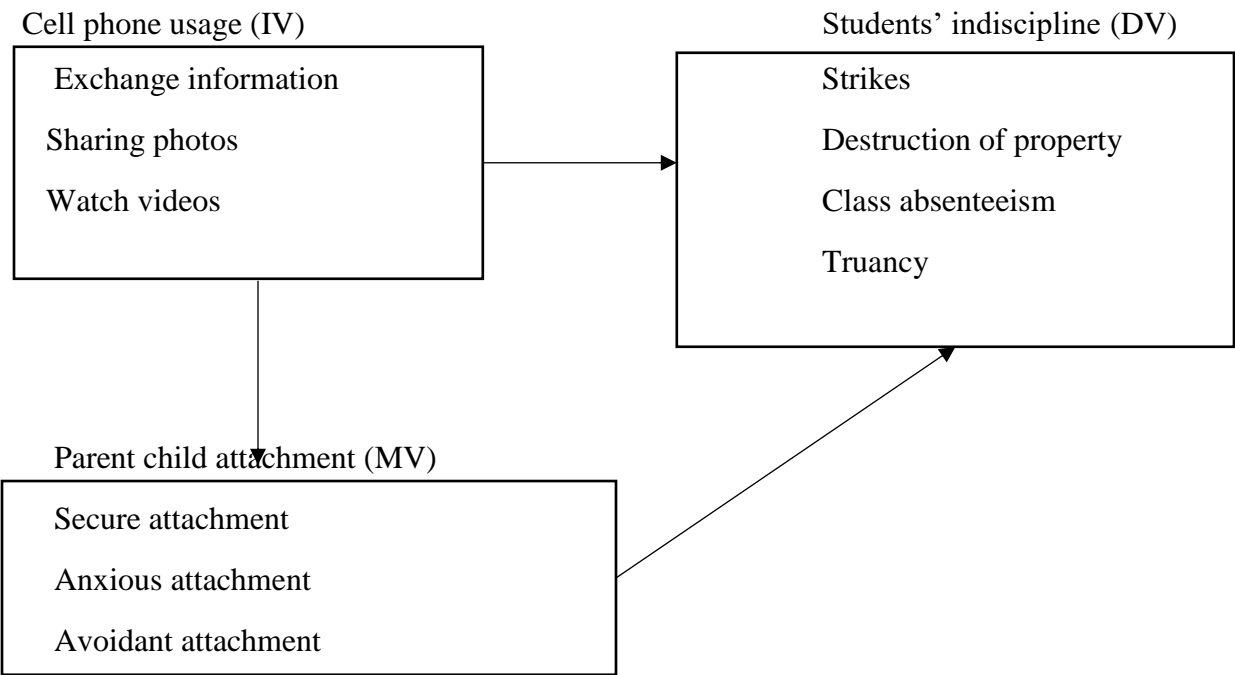 Cell phone usage (IV)
Exchange information
Sharing photos
Watch videos
Students’ indiscipline (DV)
Strikes
Destruction of property
Class absenteeism
Truancy
Parent child attachment (MV)
Secure attachment
Anxious attachment
Avoidant attachment